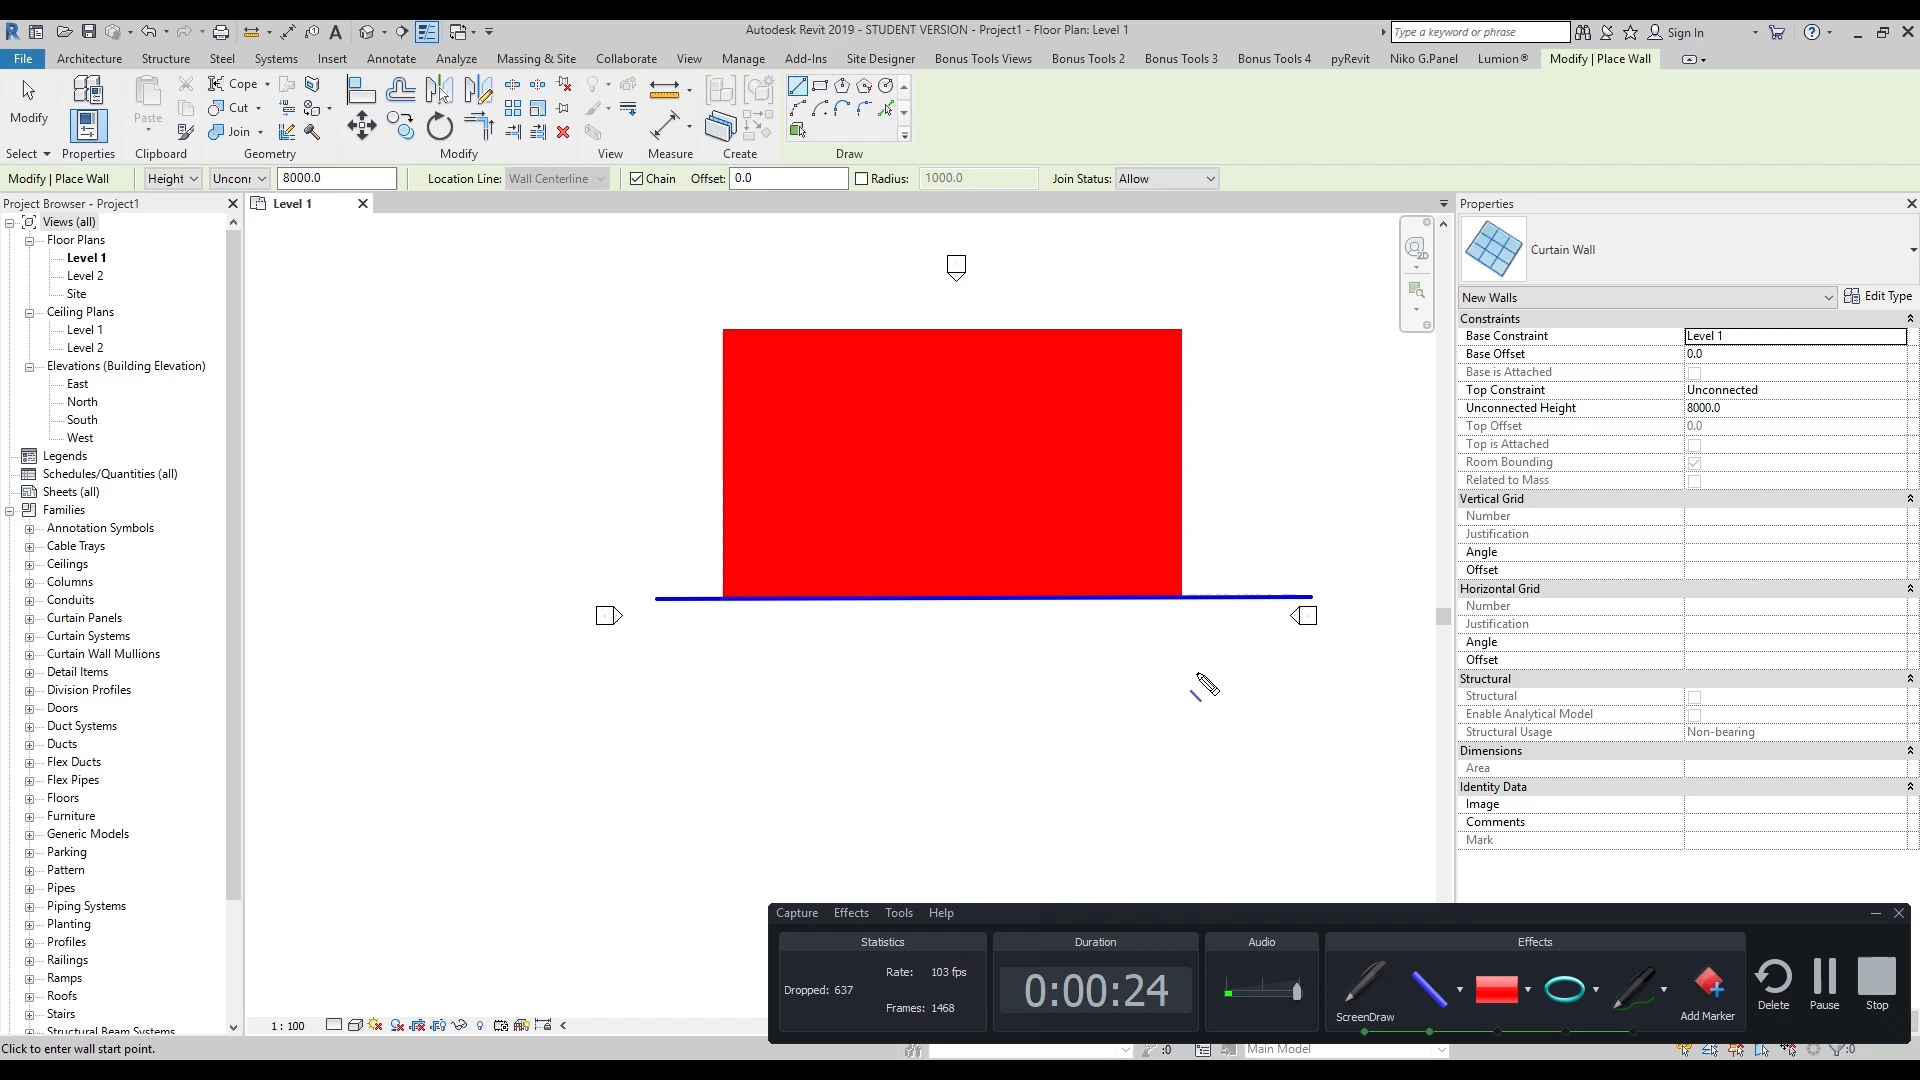 Autodesk Revit 2019 - STUDENT VERSION - Project1 - Floor Plan: Level 1
Type a keyword or phrase
Sign In
File Architecture Structure Steel Systems Insert Annotate Analyze Massing & Site Collaborate View Manage Add-Ins Site Designer Bonus Tools Views Bonus Tools 2 Bonus Tools 3 Bonus Tools 4 pyRevit Niko G.Panel Lumion® Modify | Place Wall
Modify
Paste
Cope
Cut
Join
Select Properties Clipboard Geometry Modify View Measure Create Draw
Modify | Place Wall Height Uncon 8000.0 Location Line: Wall Centerline Chain Offset: 0.0 Radius: 1000.0 Join Status: Allow
Project Browser - Project1
Views (all)
Floor Plans
Level 1
Level 2
Site
Ceiling Plans
Level 1
Level 2
Elevations (Building Elevation)
East
North
South
West
Legends
Schedules/Quantities (all)
Sheets (all)
Families
Annotation Symbols
Cable Trays
Ceilings
Columns
Conduits
Curtain Panels
Curtain Systems
Curtain Wall Mullions
Detail Items
Division Profiles
Doors
Duct Systems
Ducts
Flex Ducts
Flex Pipes
Floors
Furniture
Generic Models
Parking
Pattern
Pipes
Piping Systems
Planting
Profiles
Railings
Ramps
Roofs
Stairs
Structural Beam Systems
Level 1
2D
Properties
Curtain Wall
New Walls Edit Type
Constraints
Base Constraint Level 1
Base Offset 0.0
Base is Attached
Top Constraint Unconnected
Unconnected Height 8000.0
Top Offset 0.0
Top is Attached
Room Bounding
Related to Mass
Vertical Grid
Number
Justification
Angle
Offset
Horizontal Grid
Number
Justification
Angle
Offset
Structural
Structural
Enable Analytical Model
Structural Usage Non-bearing
Dimensions
Area
Identity Data
Image
Comments
Mark
Capture Effects Tools Help
Statistics Duration Audio Effects
Rate: 103 fps
Dropped: 637
Frames: 1468
0:00:24
ScreenDraw
Add Marker
Delete
Pause
Stop
1 : 100
Click to enter wall start point.
:0
Main Model
:0